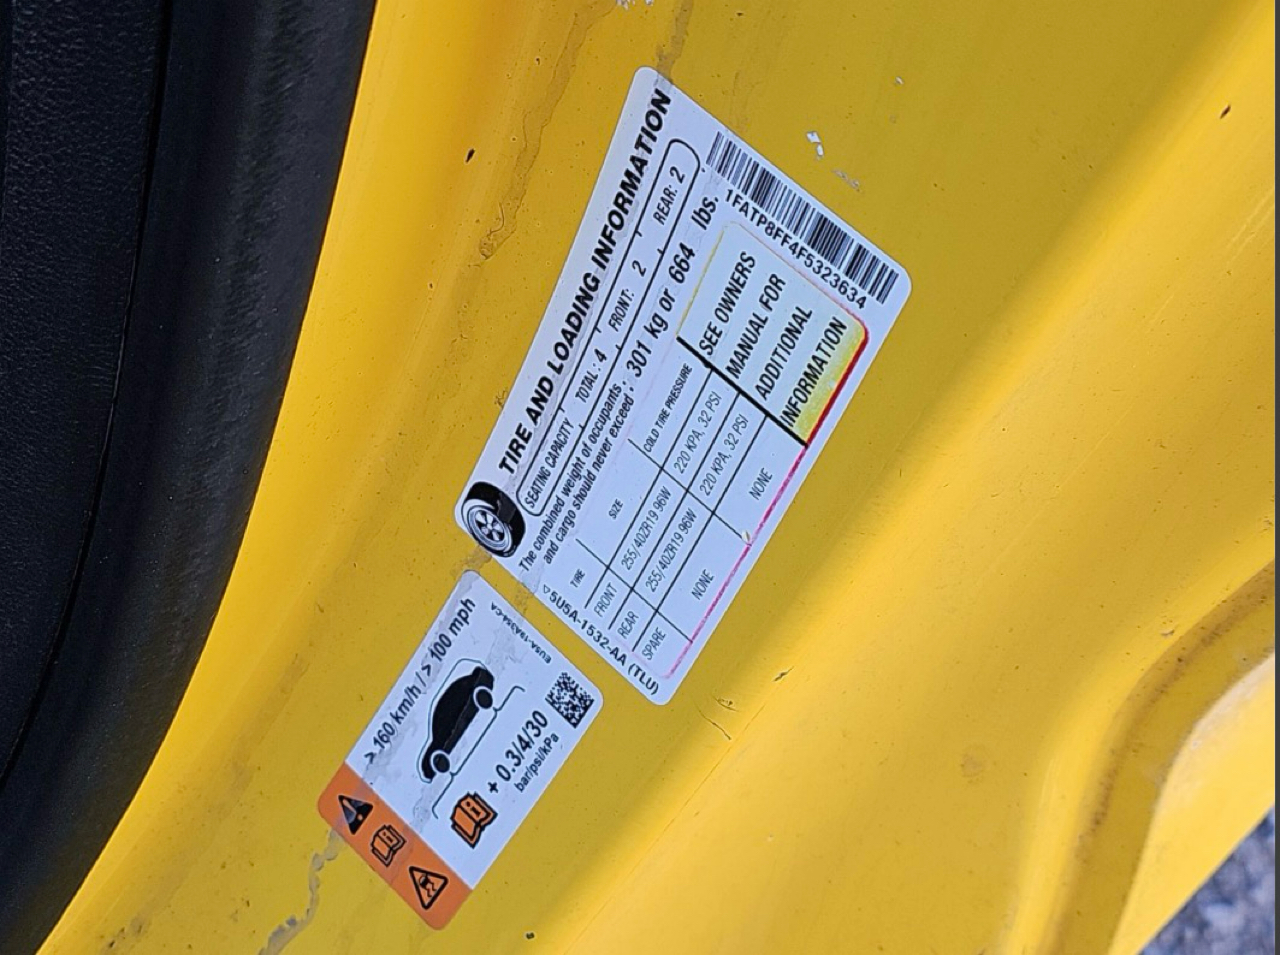 TIRE AND LOADING INFORMATION
SEATING CAPACITY TOTAL: 4 FRONT: 2 REAR: 2
The combined weight of occupants
and cargo should never exceed: 301 kg or 664 lbs.
TIRE SIZE COLD TIRE PRESSURE
FRONT 255/40ZR19 96W 220 KPA, 32 PSI
REAR 255/40ZR19 96W 220 KPA, 32 PSI
SPARE NONE NONE
SEE OWNERS
MANUAL FOR
ADDITIONAL
INFORMATION
5U5A-1532-AA (TLU)
1FATP8FF4F5323634
> 160 km/h / > 100 mph
+ 0.3/4/30
bar/psi/kPa